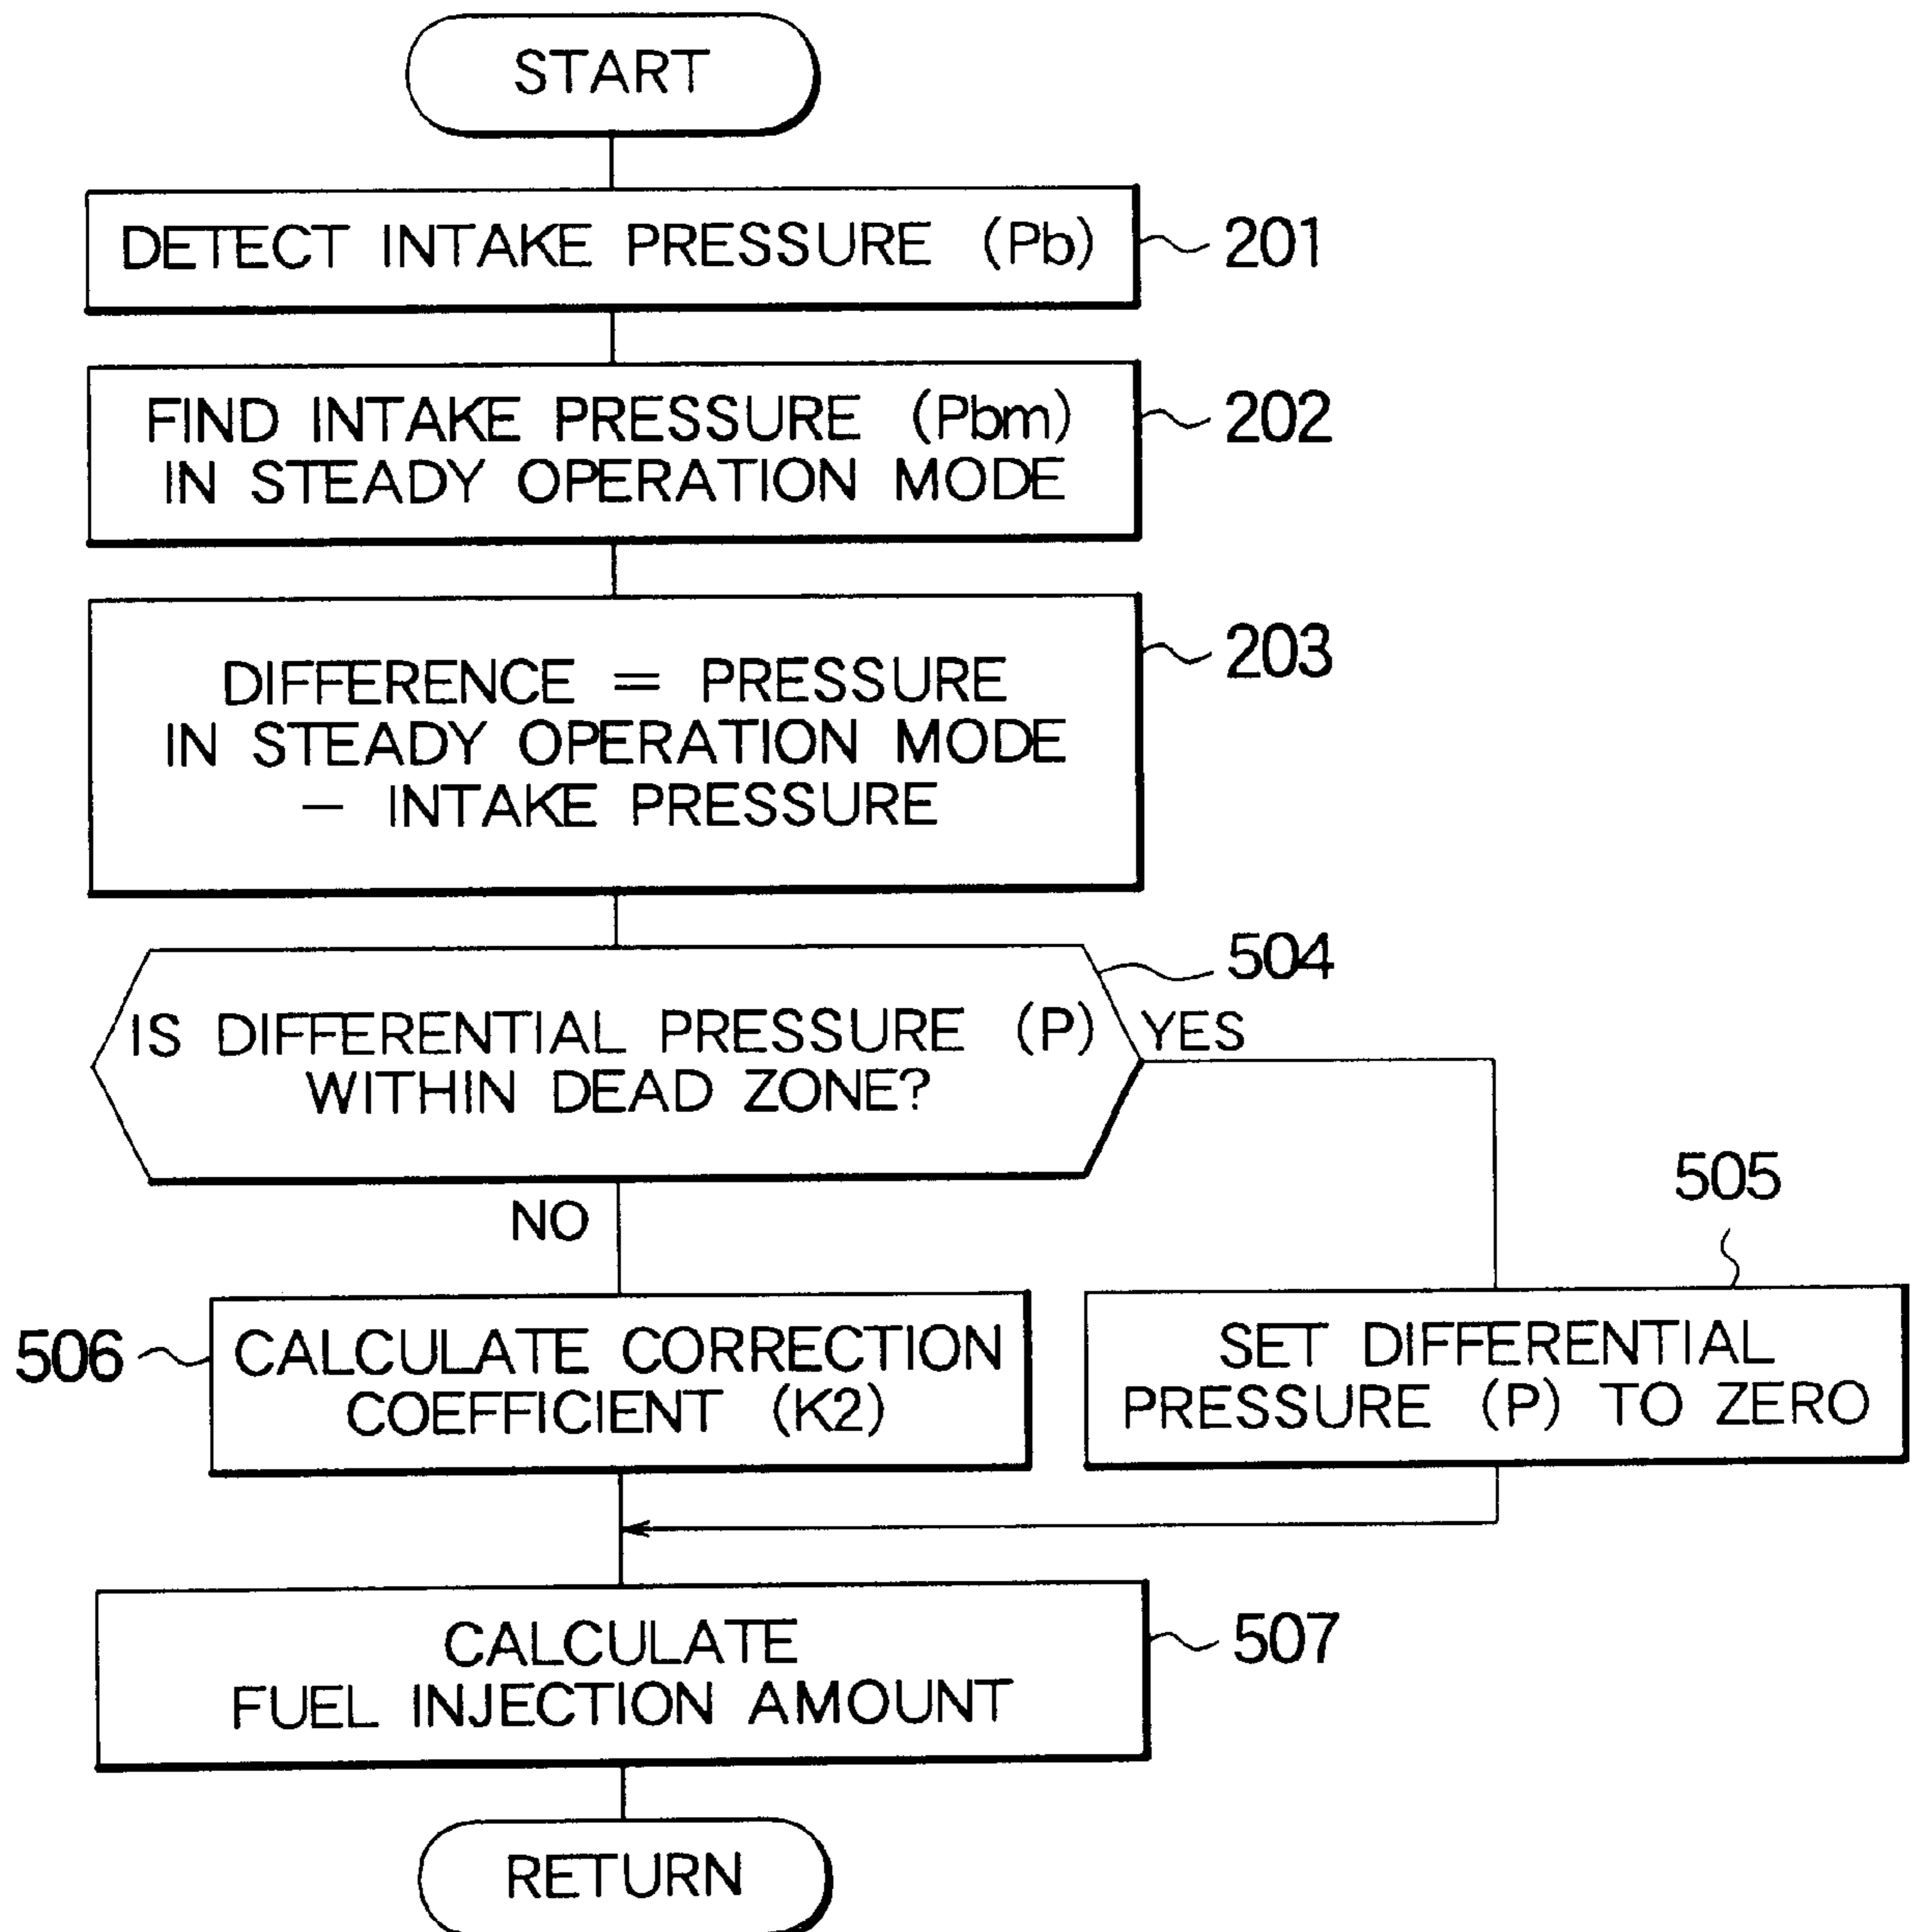 START
DETECT INTAKE PRESSURE (Pb)
201
FIND INTAKE PRESSURE (Pbm)
IN STEADY OPERATION MODE
202
DIFFERENCE = PRESSURE
IN STEADY OPERATION MODE
– INTAKE PRESSURE
203
504
IS DIFFERENTIAL PRESSURE (P)
WITHIN DEAD ZONE?
YES
NO
505
506
CALCULATE CORRECTION
COEFFICIENT (K2)
SET DIFFERENTIAL
PRESSURE (P) TO ZERO
CALCULATE
FUEL INJECTION AMOUNT
507
RETURN